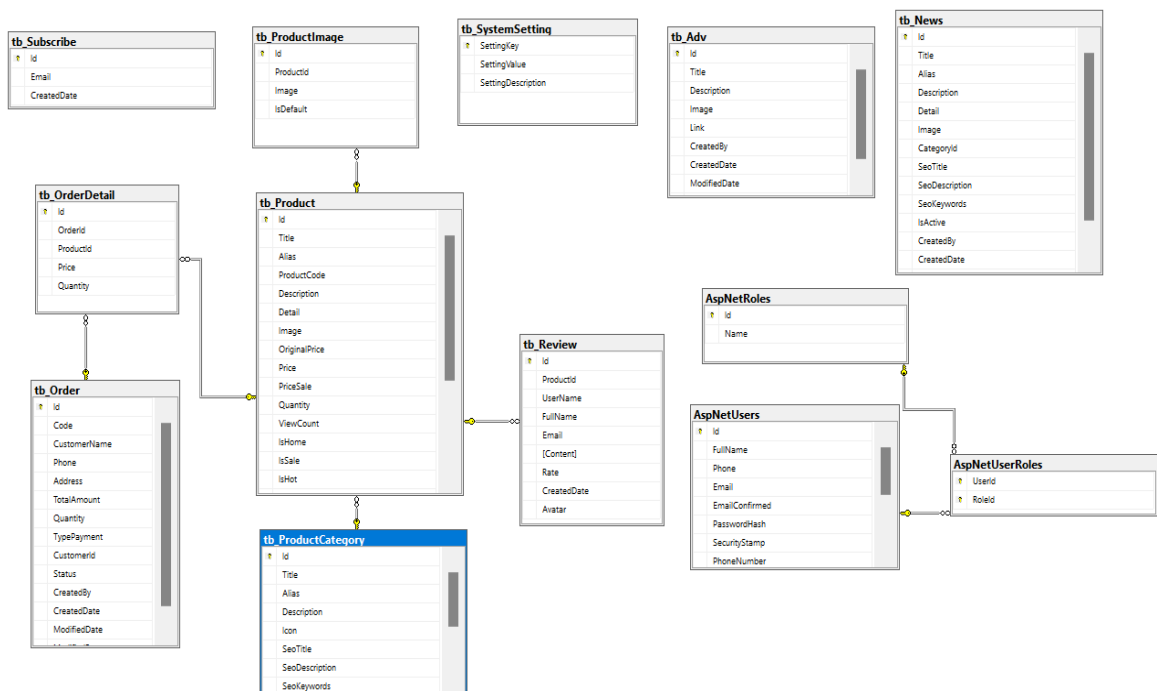 tb_Subscribe
Id
Email
CreatedDate
tb_ProductImage
Id
ProductId
Image
IsDefault
tb_SystemSetting
SettingKey
SettingValue
SettingDescription
tb_Adv
Id
Title
Description
Image
Link
CreatedBy
CreatedDate
ModifiedDate
tb_News
Id
Title
Alias
Description
Detail
Image
CategoryId
SeoTitle
SeoDescription
SeoKeywords
IsActive
CreatedBy
CreatedDate
tb_OrderDetail
Id
OrderId
ProductId
Price
Quantity
tb_Product
Id
Title
Alias
ProductCode
Description
Detail
Image
OriginalPrice
Price
PriceSale
Quantity
ViewCount
IsHome
IsSale
IsHot
tb_Review
Id
ProductId
UserName
FullName
Email
[Content]
Rate
CreatedDate
Avatar
AspNetRoles
Id
Name
AspNetUsers
Id
FullName
Phone
Email
EmailConfirmed
PasswordHash
SecurityStamp
PhoneNumber
AspNetUserRoles
UserId
RoleId
tb_Order
Id
Code
CustomerName
Phone
Address
TotalAmount
Quantity
TypePayment
CustomerId
Status
CreatedBy
CreatedDate
ModifiedDate
tb_ProductCategory
Id
Title
Alias
Description
Icon
SeoTitle
SeoDescription
SeoKeywords